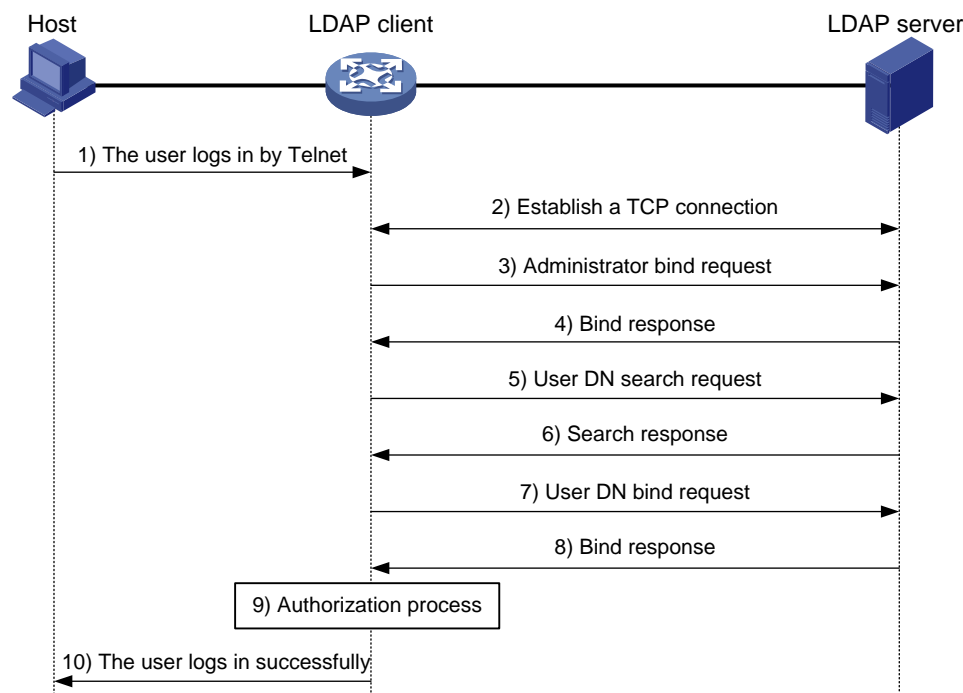 Host
LDAP client
LDAP server
1) The user logs in by Telnet
2) Establish a TCP connection
3) Administrator bind request
4) Bind response
5) User DN search request
6) Search response
7) User DN bind request
8) Bind response
9) Authorization process
10) The user logs in successfully